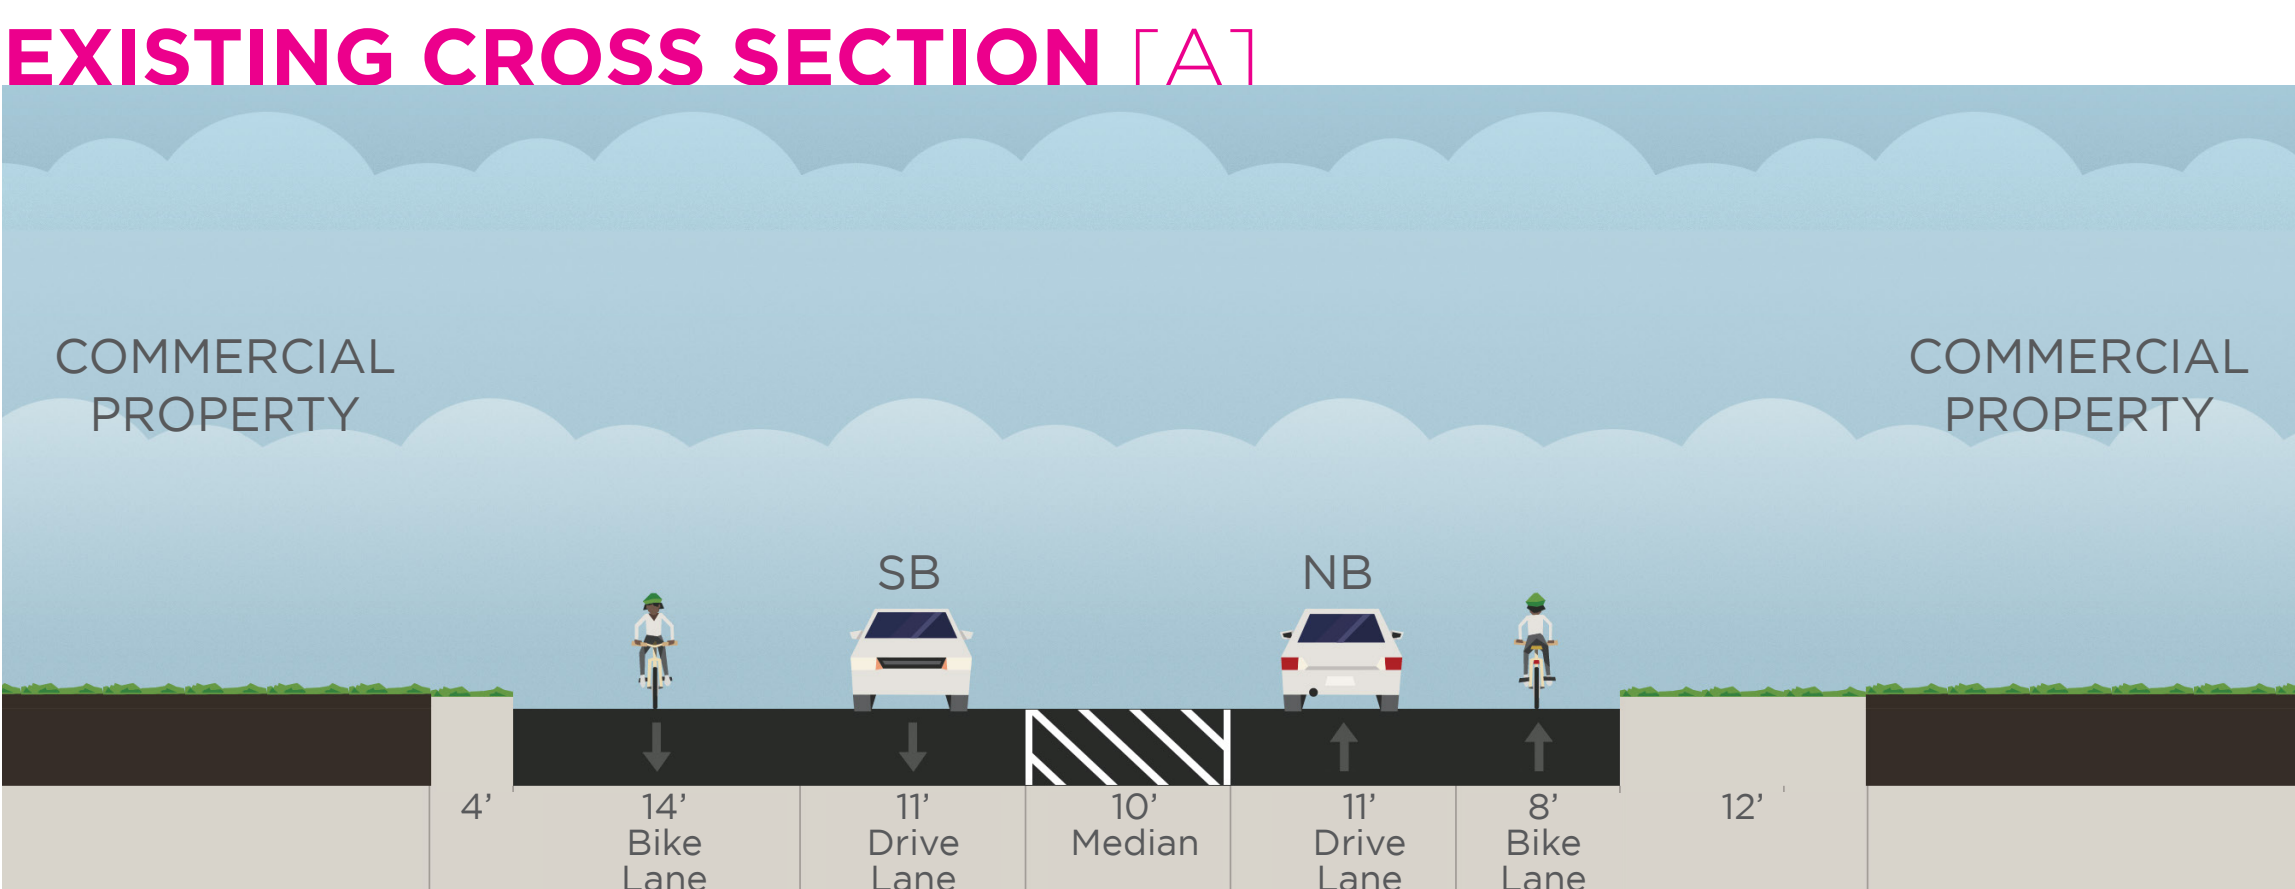 EXISTING CROSS SECTION [A]
COMMERCIAL
PROPERTY
COMMERCIAL
PROPERTY
SB
NB
4’
14’
Bike
Lane
11’
Drive
Lane
10’
Median
11’
Drive
Lane
8’
Bike
Lane
12’